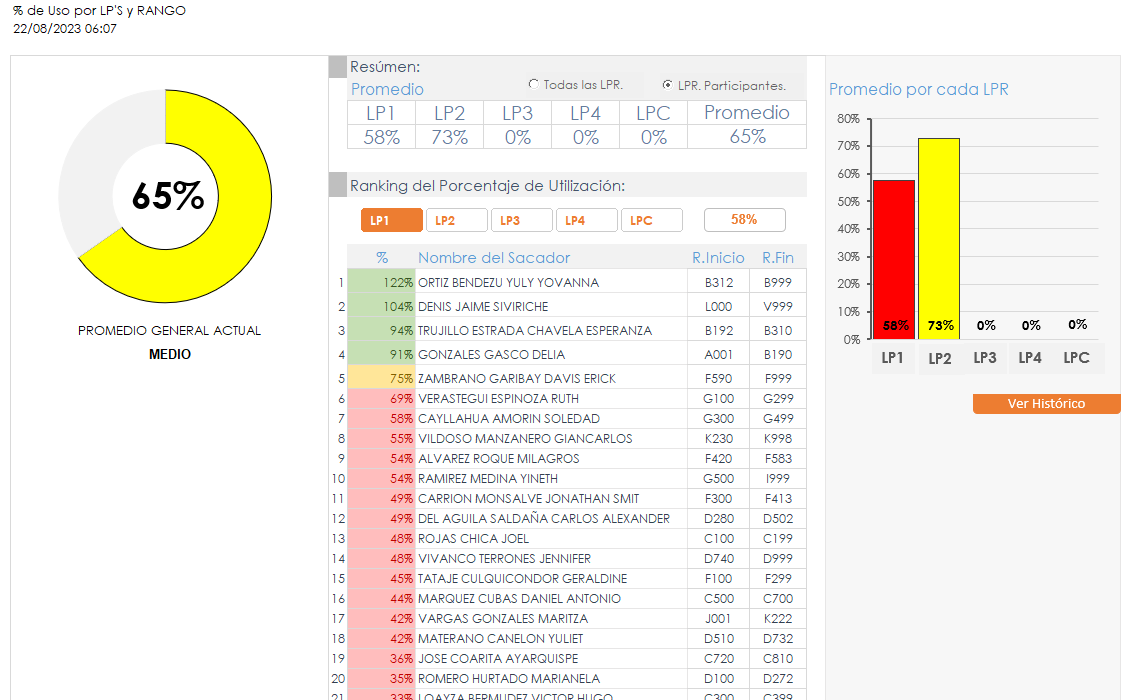 % de Uso por LP'S y RANGO
22/08/2023 06:07
65%
PROMEDIO GENERAL ACTUAL
MEDIO
Resúmen:
Promedio
Todas las LPR.
LPR. Participantes.
LP1 LP2 LP3 LP4 LPC Promedio
58% 73% 0% 0% 0% 65%
Ranking del Porcentaje de Utilización:
LP1 LP2 LP3 LP4 LPC 58%
% Nombre del Sacador R.Inicio R.Fin
1 122% ORTIZ BENDEZU YULY YOVANNA B312 B999
2 104% DENIS JAIME SIVIRICHE L000 V999
3 94% TRUJILLO ESTRADA CHAVELA ESPERANZA B192 B310
4 91% GONZALES GASCO DELIA A001 B190
5 75% ZAMBRANO GARIBAY DAVIS ERICK F590 F999
6 69% VERASTEGUI ESPINOZA RUTH G100 G299
7 58% CAYLLAHUA AMORIN SOLEDAD G300 G499
8 55% VILDOSO MANZANERO GIANCARLOS K230 K998
9 54% ALVAREZ ROQUE MILAGROS F420 F583
10 54% RAMIREZ MEDINA YINETH G500 I999
11 49% CARRION MONSALVE JONATHAN SMIT F300 F413
12 49% DEL AGUILA SALDAÑA CARLOS ALEXANDER D280 D502
13 48% ROJAS CHICA JOEL C100 C199
14 48% VIVANCO TERRONES JENNIFER D740 D999
15 45% TATAJE CULQUICONDOR GERALDINE F100 F299
16 44% MARQUEZ CUBAS DANIEL ANTONIO C500 C700
17 42% VARGAS GONZALES MARITZA J001 K222
18 42% MATERANO CANELON YULIET D510 D732
19 36% JOSE COARITA AYARQUISPE C720 C810
20 35% ROMERO HURTADO MARIANELA D100 D272
21 33% LOAYZA BERMUDEZ VICTOR HUGO C300 C399
Promedio por cada LPR
80%
70%
60%
50%
40%
30%
20%
10%
0%
58% 73% 0% 0% 0%
LP1 LP2 LP3 LP4 LPC
Ver Histórico